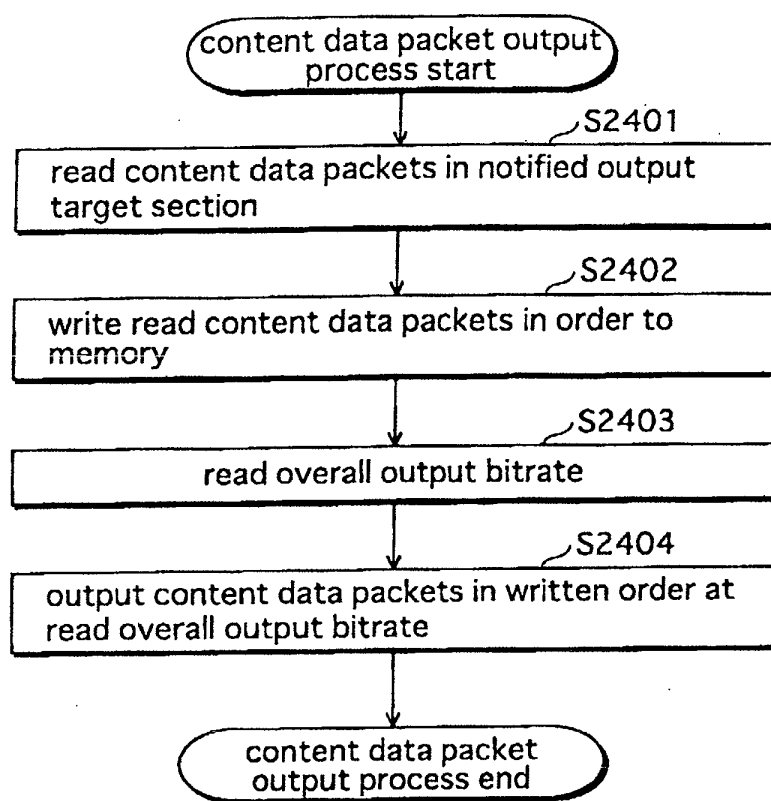 content data packet output
process start
S2401
read content data packets in notified output
target section
S2402
write read content data packets in order to
memory
S2403
read overall output bitrate
S2404
output content data packets in written order at
read overall output bitrate
content data packet
output process end